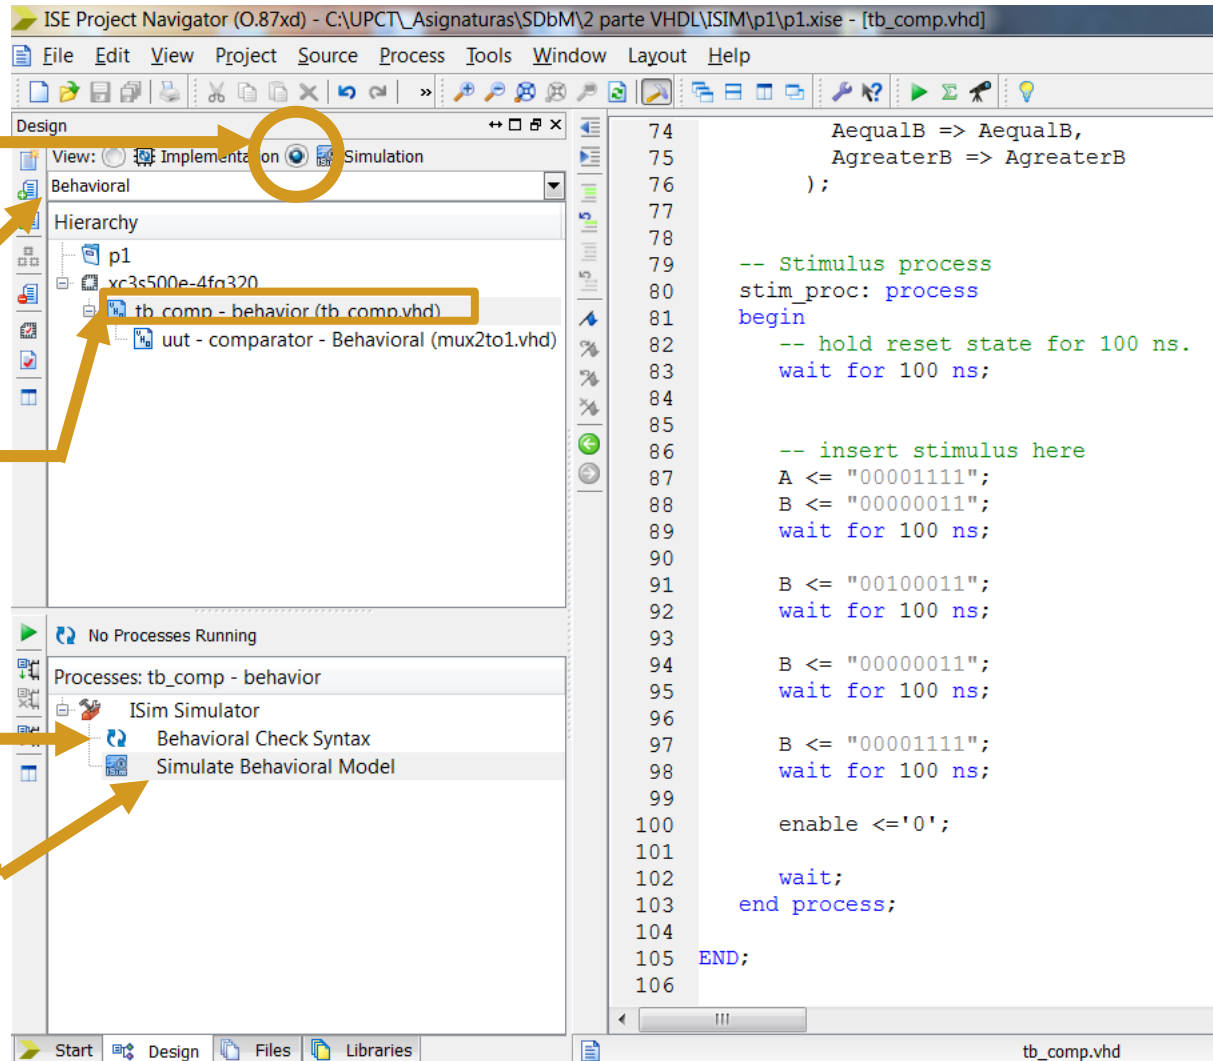 ISE Project Navigator (O.87xd) - C:\UPCT\_Asignaturas\SDbM\2 parte VHDL\ISIM\p1\p1.xise - [tb_comp.vhd]
File Edit View Project Source Process Tools Window Layout Help
Design
View: Implementation Simulation
Behavioral
Hierarchy
p1
xc3s500e-4fg320
tb_comp - behavior (tb_comp.vhd)
uut - comparator - Behavioral (mux2to1.vhd)
No Processes Running
Processes: tb_comp - behavior
ISim Simulator
Behavioral Check Syntax
Simulate Behavioral Model
Start Design Files Libraries
74 AequalB => AequalB,
75 AgreaterB => AgreaterB
76 );
77
78
79 -- Stimulus process
80 stim_proc: process
81 begin
82 -- hold reset state for 100 ns.
83 wait for 100 ns;
84
85
86 -- insert stimulus here
87 A <= "00001111";
88 B <= "00000011";
89 wait for 100 ns;
90
91 B <= "00100011";
92 wait for 100 ns;
93
94 B <= "00000011";
95 wait for 100 ns;
96
97 B <= "00001111";
98 wait for 100 ns;
99
100 enable <='0';
101
102 wait;
103 end process;
104
105 END;
106
tb_comp.vhd